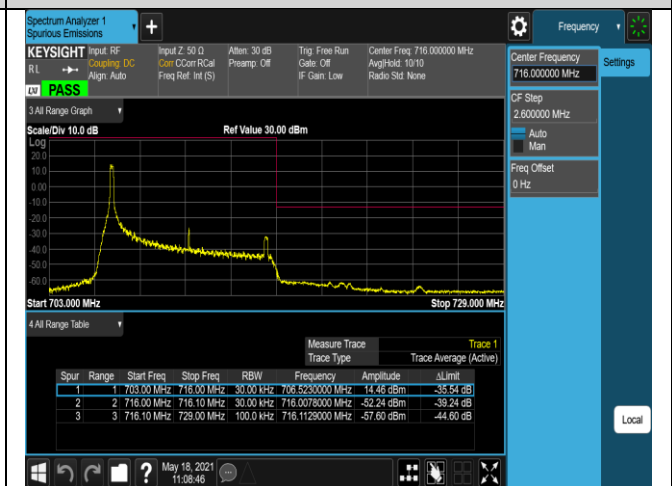 Spectrum Analyzer 1
Spurious Emissions
Frequency
KEYSIGHT Input: RF
RL
Coupling: DC
Align: Auto
LXI PASS
Input Z: 50 Ω
Corr CCorr RCal
Freq Ref: Int (S)
Atten: 30 dB
Preamp: Off
Trig: Free Run
Gate: Off
IF Gain: Low
Center Freq: 716.000000 MHz
Avg|Hold: 10/10
Radio Std: None
Center Frequency
716.000000 MHz
Settings
CF Step
2.600000 MHz
Auto
Man
Freq Offset
0 Hz
3 All Range Graph
Scale/Div 10.0 dB
Ref Value 30.00 dBm
Log
20.0
10.0
0.00
-10.0
-20.0
-30.0
-40.0
-50.0
-60.0
Start 703.000 MHz
Stop 729.000 MHz
4 All Range Table
Measure Trace Trace 1
Trace Type Trace Average (Active)
Spur Range Start Freq Stop Freq RBW Frequency Amplitude ΔLimit
1 1 703.00 MHz 716.00 MHz 30.00 kHz 706.5230000 MHz 14.46 dBm -35.54 dB
2 2 716.00 MHz 716.10 MHz 30.00 kHz 716.0078000 MHz -52.24 dBm -39.24 dB
3 3 716.10 MHz 729.00 MHz 100.0 kHz 716.1129000 MHz -57.60 dBm -44.60 dB
Local
?
May 18, 2021
11:08:46